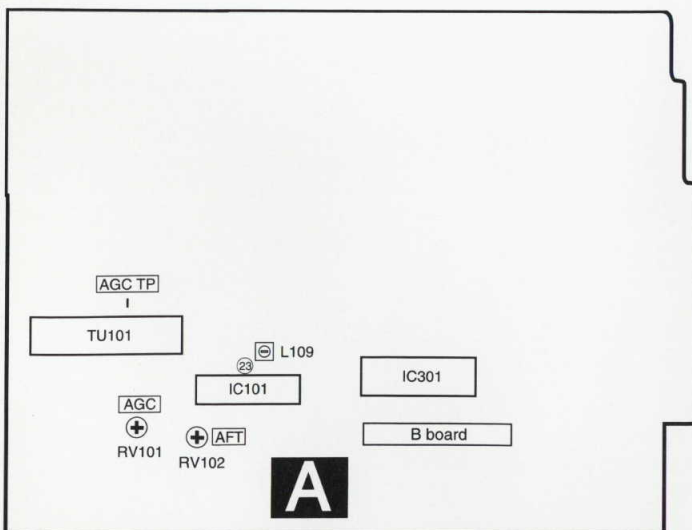 AGC TP
TU101
L109
23
IC101
IC301
AGC
RV101
AFT
RV102
B board
A